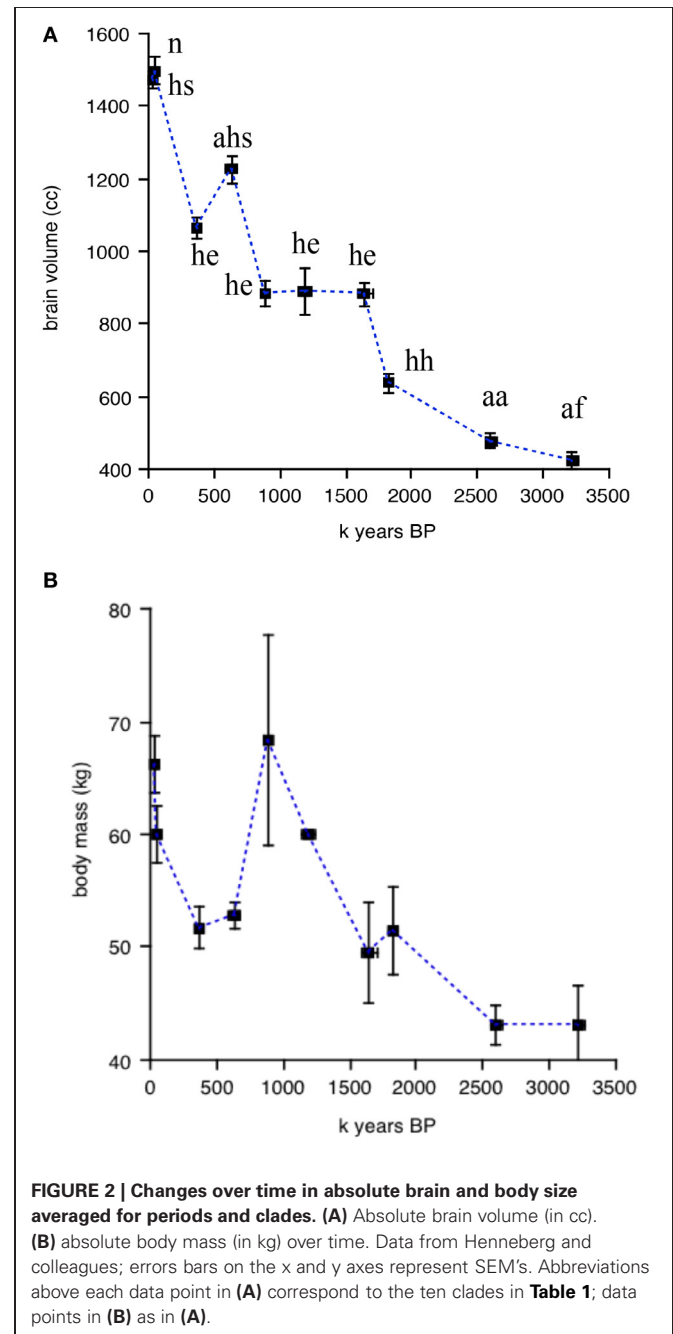 A
1600
n
hs
1400
ahs
1200
he
he
he
he
1000
brain volume (cc)
800
hh
600
aa
af
400
0 500 1000 1500 2000 2500 3000 3500
k years BP
B
80
70
body mass (kg)
60
50
40
0 500 1000 1500 2000 2500 3000 3500
k years BP
FIGURE 2 | Changes over time in absolute brain and body size
averaged for periods and clades. (A) Absolute brain volume (in cc).
(B) absolute body mass (in kg) over time. Data from Henneberg and
colleagues; errors bars on the x and y axes represent SEM's. Abbreviations
above each data point in (A) correspond to the ten clades in Table 1; data
points in (B) as in (A).